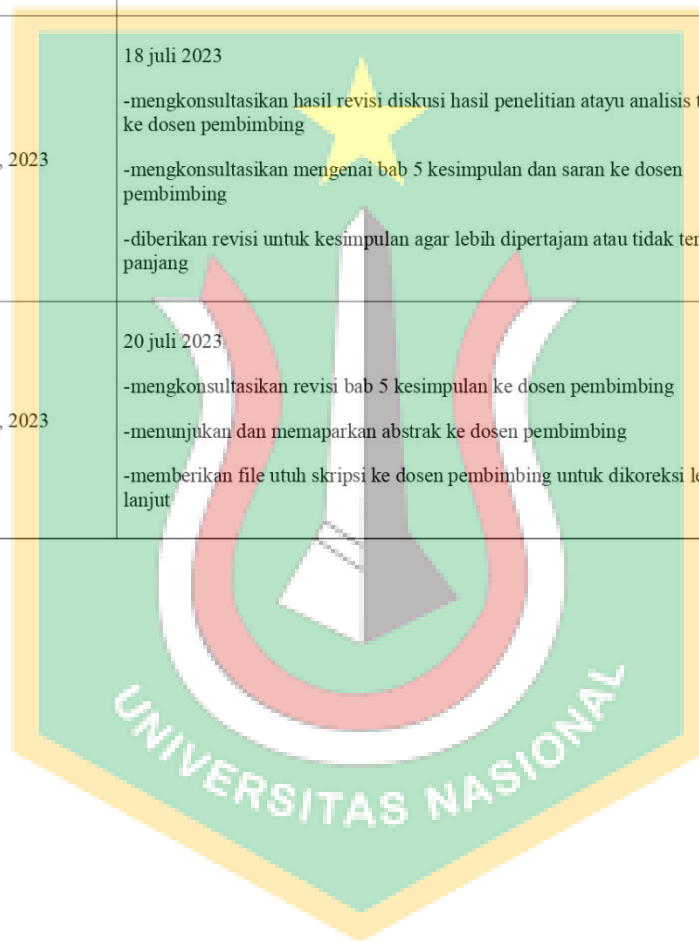 18 juli 2023
-mengkonsultasikan hasil revisi diskusi hasil penelitian atayu analisis
ke dosen pembimbing
, 2023
-mengkonsultasikan mengenai bab 5 kesimpulan dan saran ke dosen
pembimbing
-diberikan revisi untuk kesimpulan agar lebih dipertajam atau tidak
panjang
20 juli 2023
-mengkonsultasikan revisi bab 5 kesimpulan ke dosen pembimbing
, 2023
-menunjukan dan memaparkan abstrak ke dosen pembimbing
-memberikan file utuh skripsi ke dosen pembimbing untuk dikoreksi
lanjut
UNIVERSITAS NASIONAL